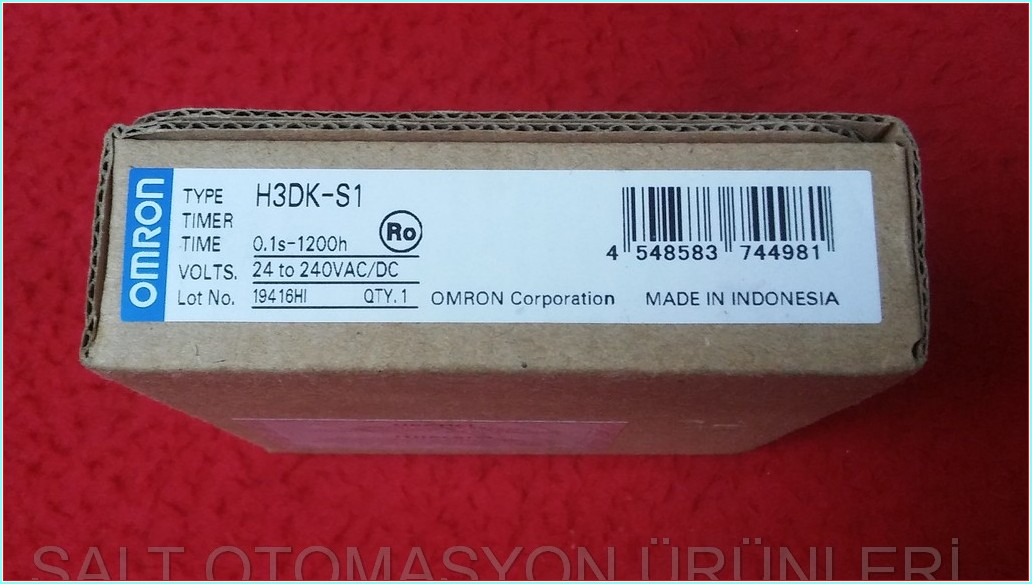 OMRON
TYPE H3DK-S1
TIMER
TIME 0.1s-1200h Ro
VOLTS. 24 to 240VAC/DC
Lot No. 19416HI QTY. 1 OMRON Corporation MADE IN INDONESIA
4 548583 744981
SALT OTOMASYON ÜRÜNLERİ